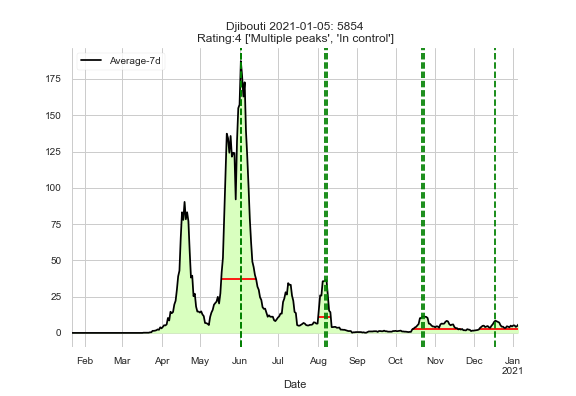 Djibouti 2021-01-05: 5854
Rating:4 ['Multiple peaks', 'In control']
Average-7d
175
150
125
100
75
50
25
0
Feb Mar Apr May Jun Jul Aug Sep Oct Nov Dec Jan
2021
Date